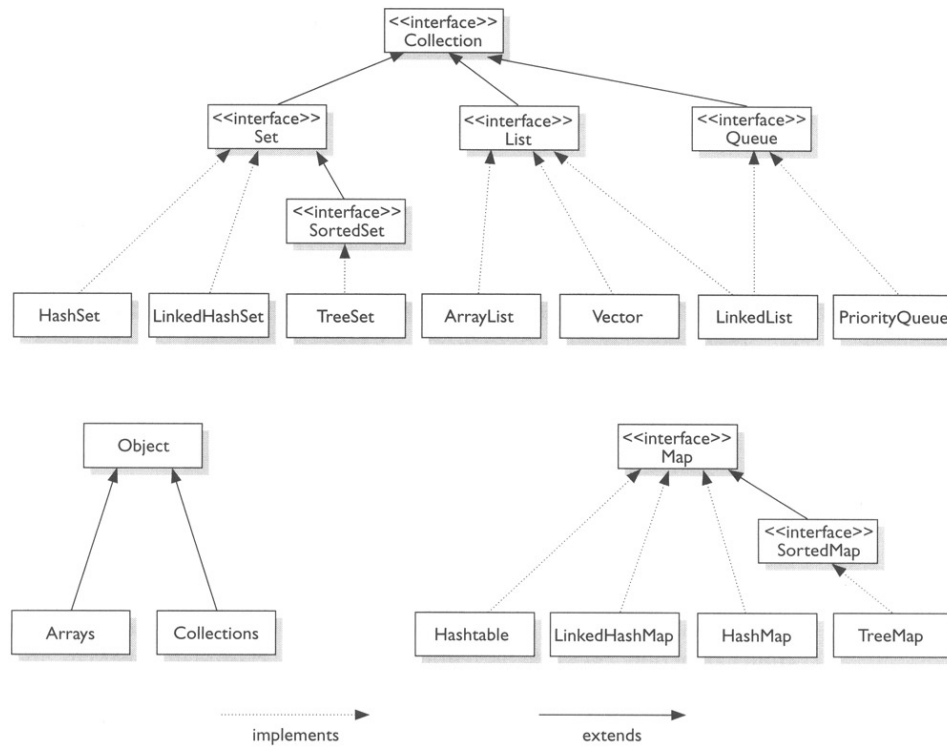 <<interface>>
Collection
<<interface>>
Set
<<interface>>
List
<<interface>>
Queue
<<interface>>
SortedSet
HashSet
LinkedHashSet
TreeSet
ArrayList
Vector
LinkedList
PriorityQueue
Object
<<interface>>
Map
<<interface>>
SortedMap
Arrays
Collections
Hashtable
LinkedHashMap
HashMap
TreeMap
implements
extends